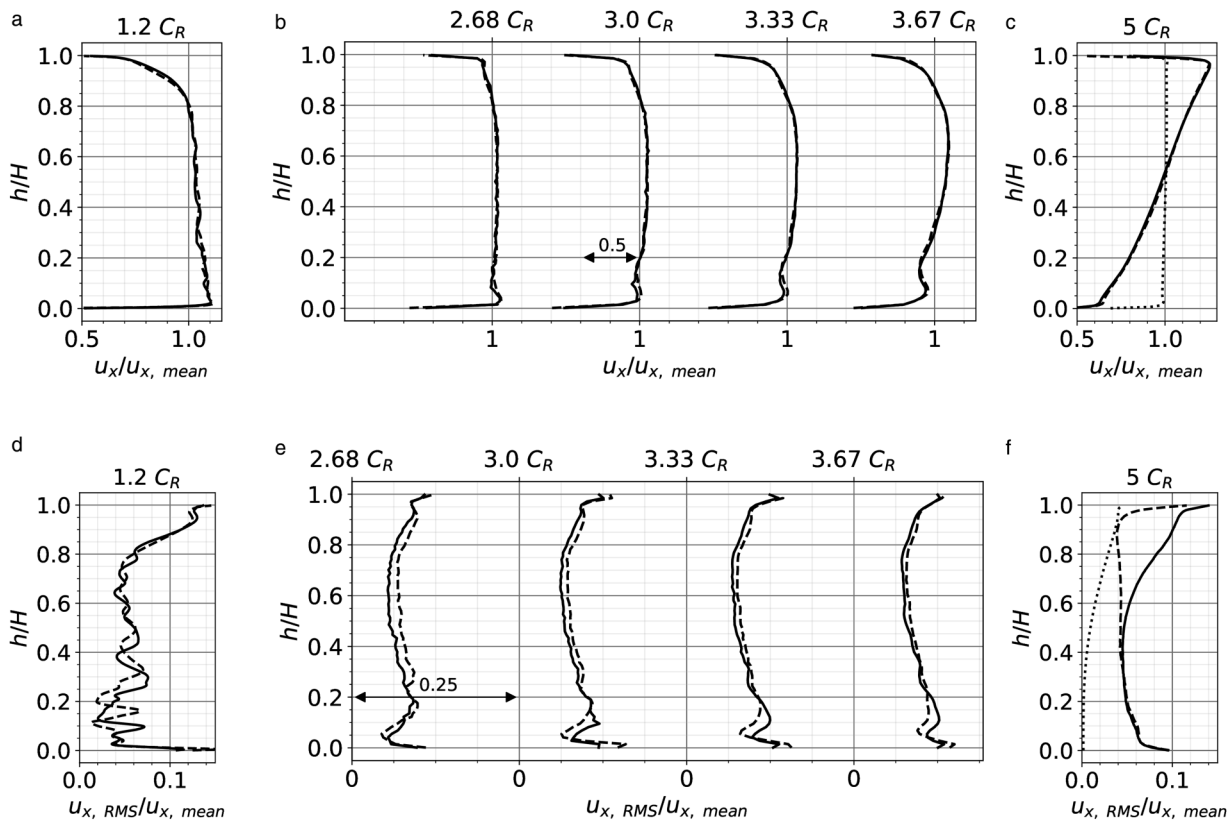 a
1.2 C_R
1.0
0.8
0.6
0.4
0.2
0.0
h/H
0.5 1.0
u_x/u_x, mean
b
2.68 C_R 3.0 C_R 3.33 C_R 3.67 C_R
1.0
0.8
0.6
0.4
0.2
0.0
h/H
0.5
1 1 1 1
u_x/u_x, mean
c
5 C_R
1.0
0.8
0.6
0.4
0.2
0.0
h/H
0.5 1.0
u_x/u_x, mean
d
1.2 C_R
1.0
0.8
0.6
0.4
0.2
0.0
h/H
0.0 0.1
u_x, RMS/u_x, mean
e
2.68 C_R 3.0 C_R 3.33 C_R 3.67 C_R
1.0
0.8
0.6
0.4
0.2
0.0
h/H
0.25
0 0 0 0
u_x, RMS/u_x, mean
f
5 C_R
1.0
0.8
0.6
0.4
0.2
0.0
h/H
0.0 0.1
u_x, RMS/u_x, mean